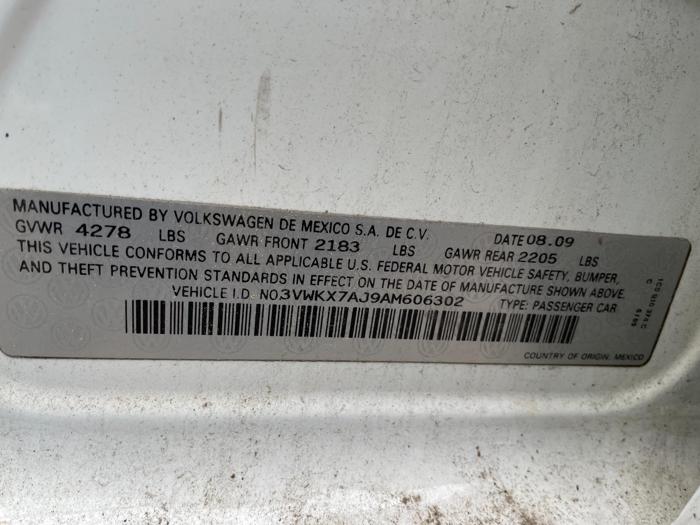 MANUFACTURED BY VOLKSWAGEN DE MEXICO S.A. DE C.V. DATE 08.09
GVWR 4278 LBS GAWR FRONT 2183 LBS GAWR REAR 2205 LBS
THIS VEHICLE CONFORMS TO ALL APPLICABLE U.S. FEDERAL MOTOR VEHICLE SAFETY, BUMPER,
AND THEFT PREVENTION STANDARDS IN EFFECT ON THE DATE OF MANUFACTURE SHOWN ABOVE.
VEHICLE I.D. NO. 3VWKX7AJ9AM606302 TYPE: PASSENGER CAR
COUNTRY OF ORIGIN: MEXICO